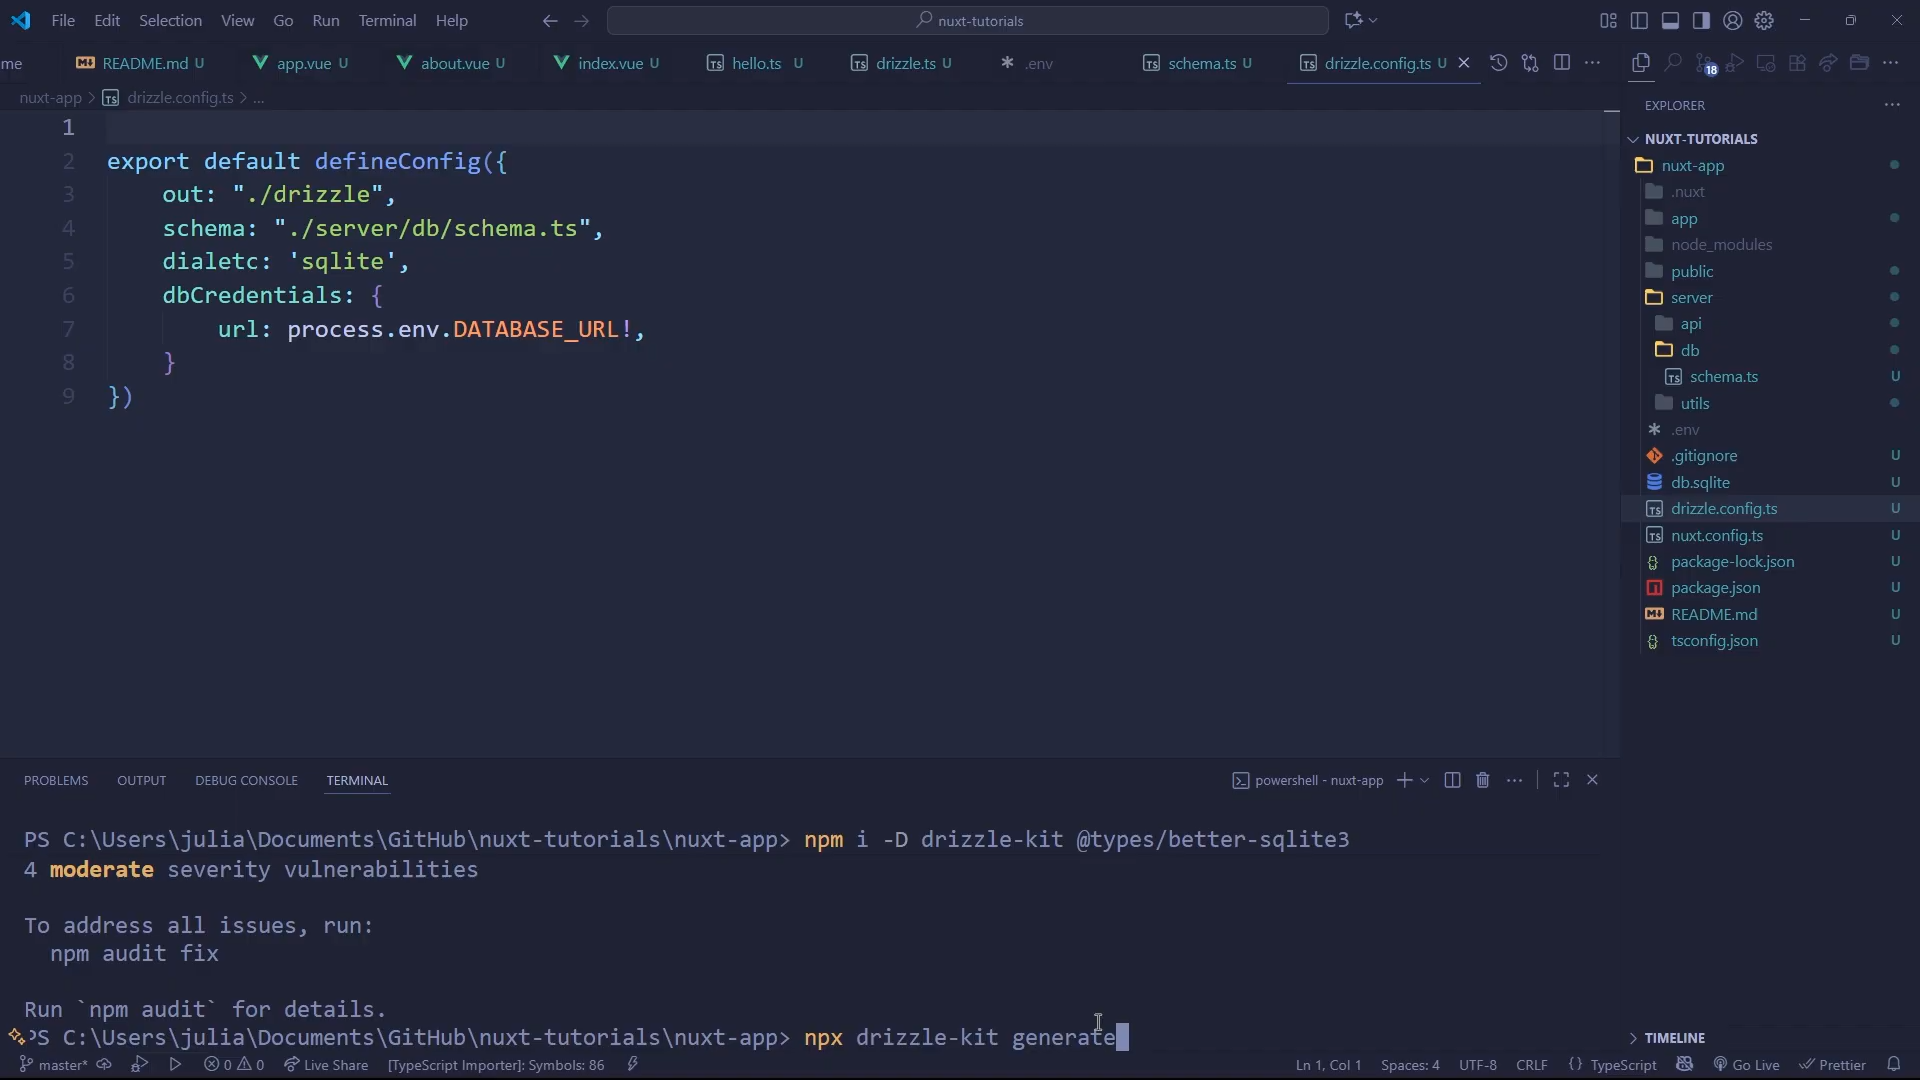 File Edit Selection View Go Run Terminal Help
nuxt-tutorials
me README.md U app.vue U about.vue U index.vue U hello.ts U drizzle.ts U .env schema.ts U drizzle.config.ts U
18
nuxt-app > drizzle.config.ts > ...
1
2 export default defineConfig({
3 out: "./drizzle",
4 schema: "./server/db/schema.ts",
5 dialetc: 'sqlite',
6 dbCredentials: {
7 url: process.env.DATABASE_URL!,
8 }
9 })
EXPLORER
NUXT-TUTORIALS
nuxt-app
.nuxt
app
node_modules
public
server
api
db
schema.ts U
utils
.env
.gitignore U
db.sqlite U
drizzle.config.ts U
nuxt.config.ts U
package-lock.json U
package.json U
README.md U
tsconfig.json U
TIMELINE
PROBLEMS OUTPUT DEBUG CONSOLE TERMINAL
powershell - nuxt-app
PS C:\Users\julia\Documents\GitHub\nuxt-tutorials\nuxt-app> npm i -D drizzle-kit @types/better-sqlite3
4 moderate severity vulnerabilities
To address all issues, run:
npm audit fix
Run `npm audit` for details.
PS C:\Users\julia\Documents\GitHub\nuxt-tutorials\nuxt-app> npx drizzle-kit generate
master* 0 0 Live Share [TypeScript Importer]: Symbols: 86 Ln 1, Col 1 Spaces: 4 UTF-8 CRLF {} TypeScript Go Live Prettier